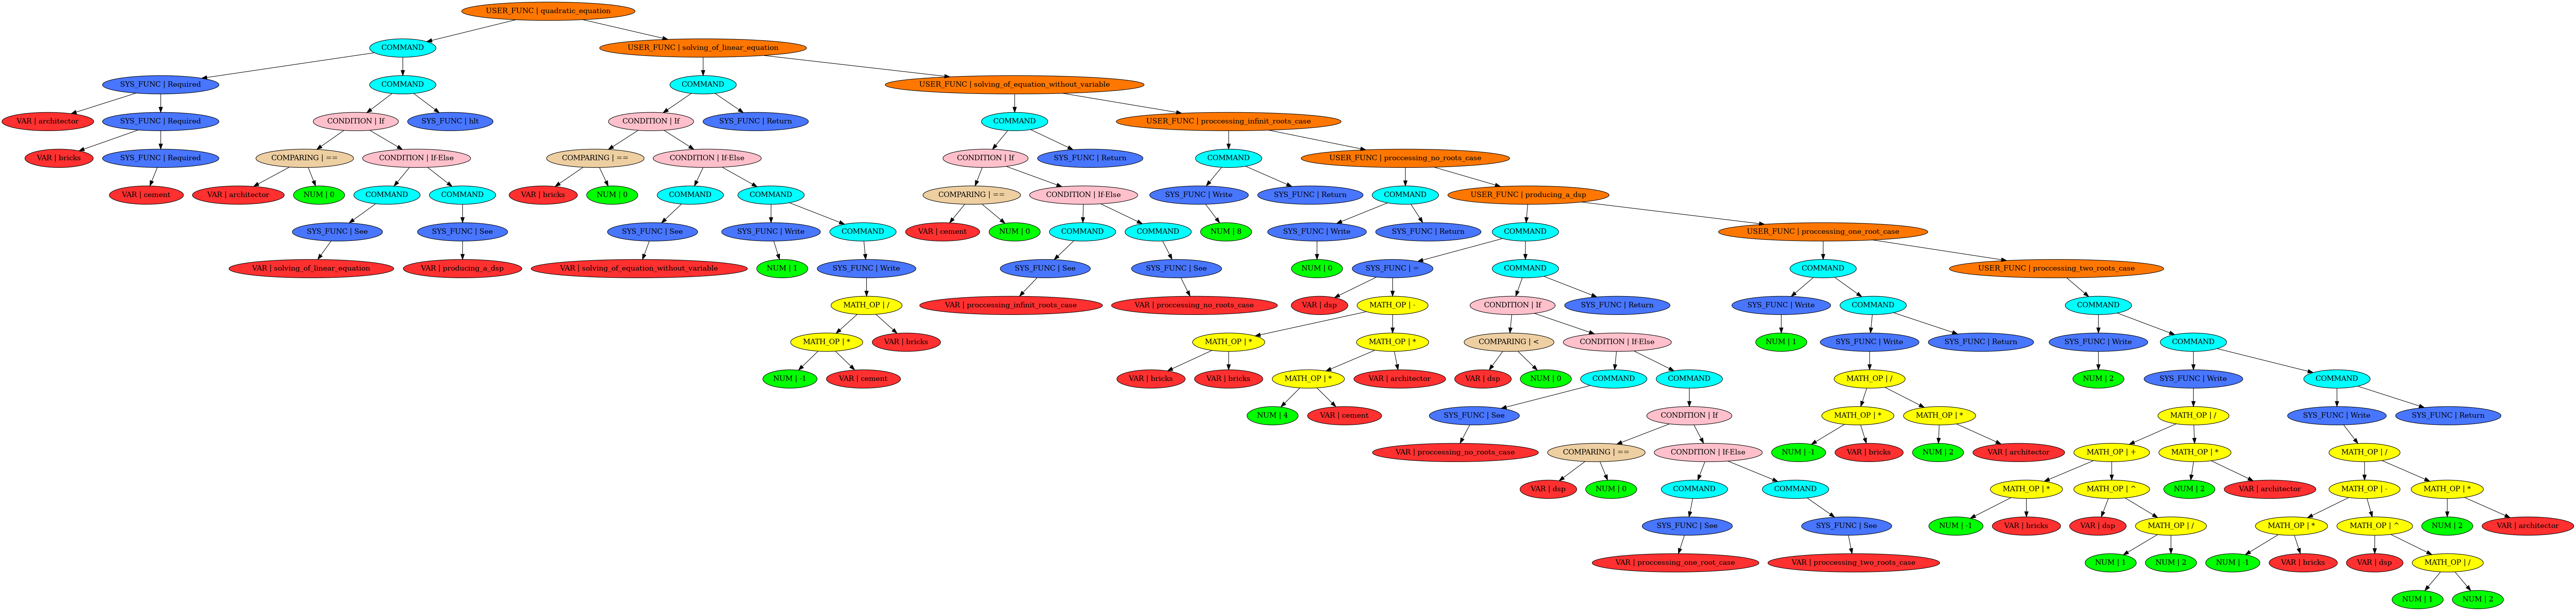 USER_FUNC | quadratic_equation
COMMAND
USER_FUNC | solving_of_linear_equation
SYS_FUNC | Required
COMMAND
COMMAND
USER_FUNC | solving_of_equation_without_variable
VAR | architector
SYS_FUNC | Required
CONDITION | If
SYS_FUNC | hlt
CONDITION | If
SYS_FUNC | Return
COMMAND
USER_FUNC | proccessing_infinit_roots_case
VAR | bricks
SYS_FUNC | Required
COMPARING | ==
CONDITION | If-Else
COMPARING | ==
CONDITION | If-Else
CONDITION | If
SYS_FUNC | Return
COMMAND
USER_FUNC | proccessing_no_roots_case
VAR | cement
VAR | architector
NUM | 0
COMMAND
COMMAND
VAR | bricks
NUM | 0
COMMAND
COMMAND
COMPARING | ==
CONDITION | If-Else
SYS_FUNC | Write
SYS_FUNC | Return
COMMAND
USER_FUNC | producing_a_dsp
SYS_FUNC | See
SYS_FUNC | See
SYS_FUNC | See
SYS_FUNC | Write
COMMAND
VAR | cement
NUM | 0
COMMAND
COMMAND
NUM | 8
SYS_FUNC | Write
SYS_FUNC | Return
COMMAND
USER_FUNC | proccessing_one_root_case
VAR | solving_of_linear_equation
VAR | producing_a_dsp
VAR | solving_of_equation_without_variable
NUM | 1
SYS_FUNC | Write
SYS_FUNC | See
SYS_FUNC | See
NUM | 0
SYS_FUNC | =
COMMAND
COMMAND
USER_FUNC | proccessing_two_roots_case
MATH_OP | /
VAR | proccessing_infinit_roots_case
VAR | proccessing_no_roots_case
VAR | dsp
MATH_OP | -
CONDITION | If
SYS_FUNC | Return
SYS_FUNC | Write
COMMAND
COMMAND
MATH_OP | *
VAR | bricks
MATH_OP | *
MATH_OP | *
COMPARING | <
CONDITION | If-Else
NUM | 1
SYS_FUNC | Write
SYS_FUNC | Return
SYS_FUNC | Write
COMMAND
NUM | -1
VAR | cement
VAR | bricks
VAR | bricks
MATH_OP | *
VAR | architector
VAR | dsp
NUM | 0
COMMAND
COMMAND
MATH_OP | /
NUM | 2
SYS_FUNC | Write
COMMAND
NUM | 4
VAR | cement
SYS_FUNC | See
CONDITION | If
MATH_OP | *
MATH_OP | *
MATH_OP | /
SYS_FUNC | Write
SYS_FUNC | Return
VAR | proccessing_no_roots_case
COMPARING | ==
CONDITION | If-Else
NUM | -1
VAR | bricks
NUM | 2
VAR | architector
MATH_OP | +
MATH_OP | *
MATH_OP | /
VAR | dsp
NUM | 0
COMMAND
COMMAND
MATH_OP | *
MATH_OP | ^
NUM | 2
VAR | architector
MATH_OP | -
MATH_OP | *
SYS_FUNC | See
SYS_FUNC | See
NUM | -1
VAR | bricks
VAR | dsp
MATH_OP | /
MATH_OP | *
MATH_OP | ^
NUM | 2
VAR | architector
VAR | proccessing_one_root_case
VAR | proccessing_two_roots_case
NUM | 1
NUM | 2
NUM | -1
VAR | bricks
VAR | dsp
MATH_OP | /
NUM | 1
NUM | 2